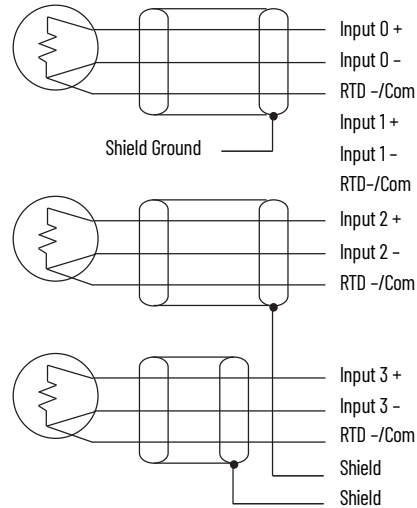 Input 0 +
Input 0 –
RTD –/Com
Input 1 +
Shield Ground
Input 1 –
RTD–/Com
Input 2 +
Input 2 –
RTD –/Com
Input 3 +
Input 3 –
RTD –/Com
Shield
Shield